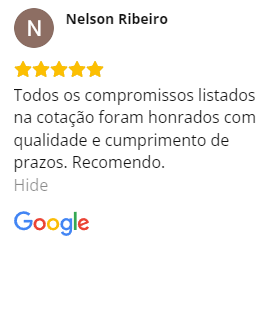 N
Nelson Ribeiro
Todos os compromissos listados
na cotação foram honrados com
qualidade e cumprimento de
prazos. Recomendo.
Hide
Google